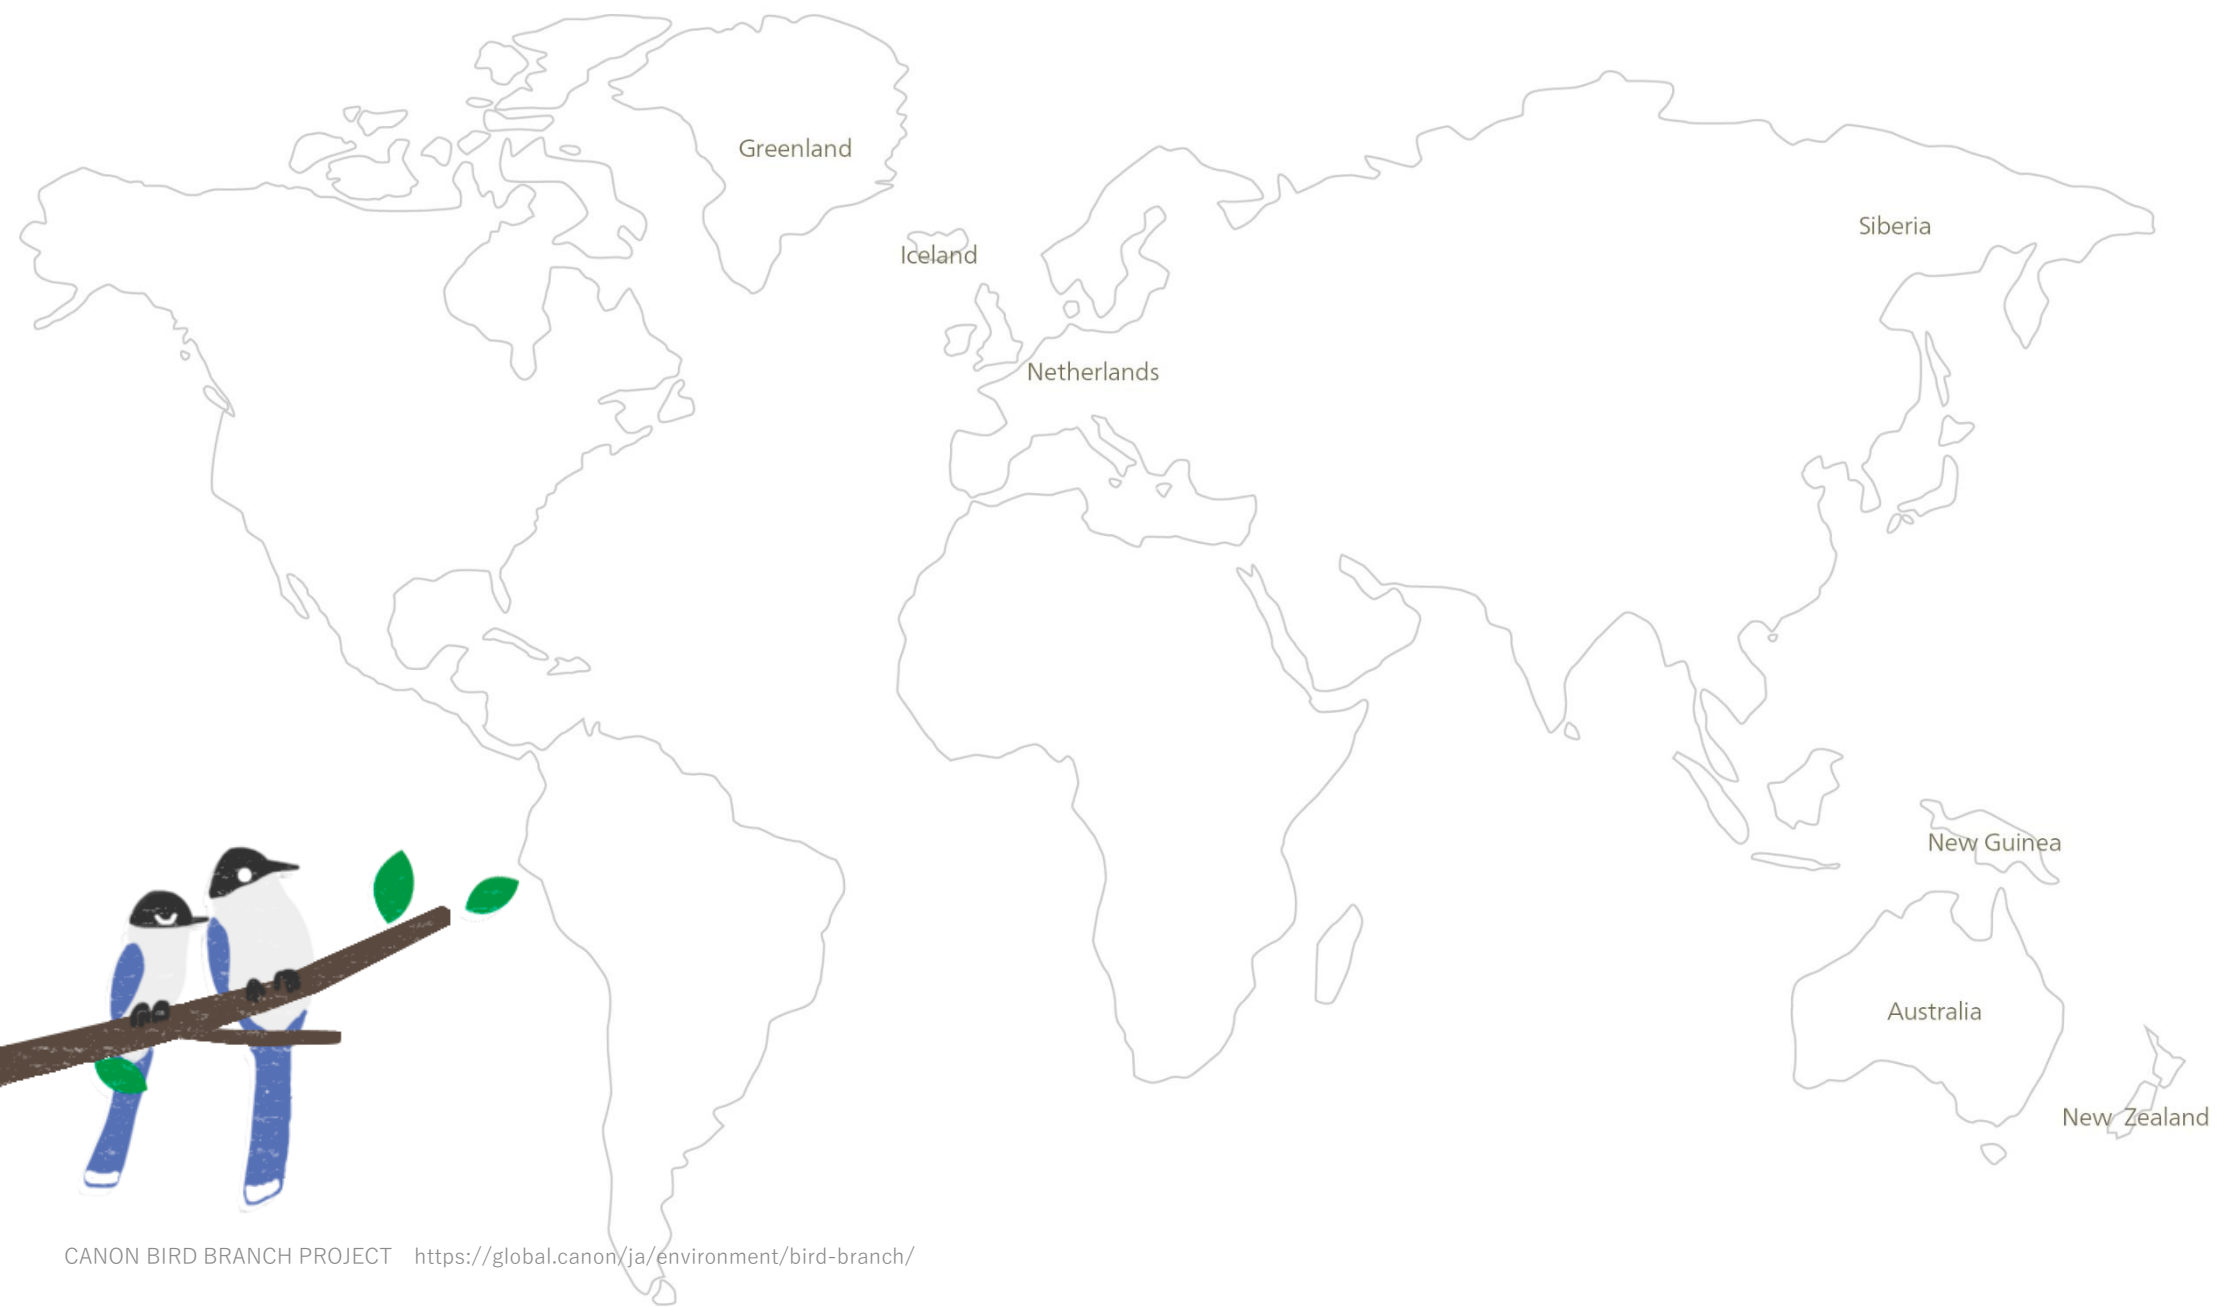 Greenland
Siberia
Iceland
Netherlands
New Guinea
Australia
New Zealand
CANON BIRD BRANCH PROJECT https://global.canon/ja/environment/bird-branch/